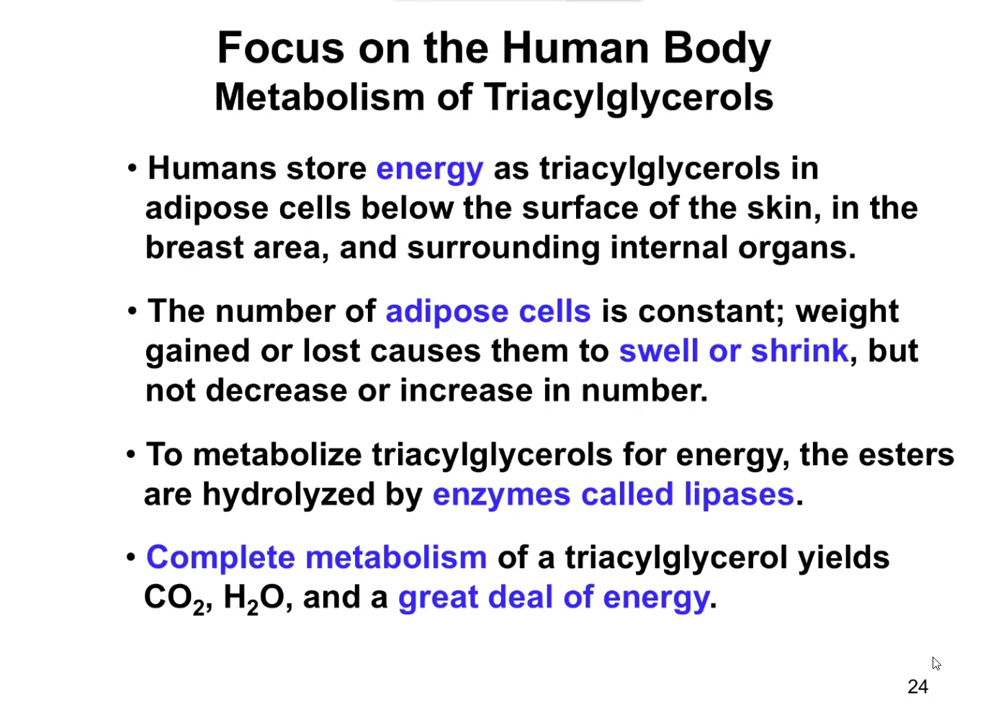 Focus on the Human Body
Metabolism of Triacylglycerols
• Humans store energy as triacylglycerols in
adipose cells below the surface of the skin, in the
breast area, and surrounding internal organs.
• The number of adipose cells is constant; weight
gained or lost causes them to swell or shrink, but
not decrease or increase in number.
• To metabolize triacylglycerols for energy, the esters
are hydrolyzed by enzymes called lipases.
• Complete metabolism of a triacylglycerol yields
CO₂, H₂O, and a great deal of energy.
24